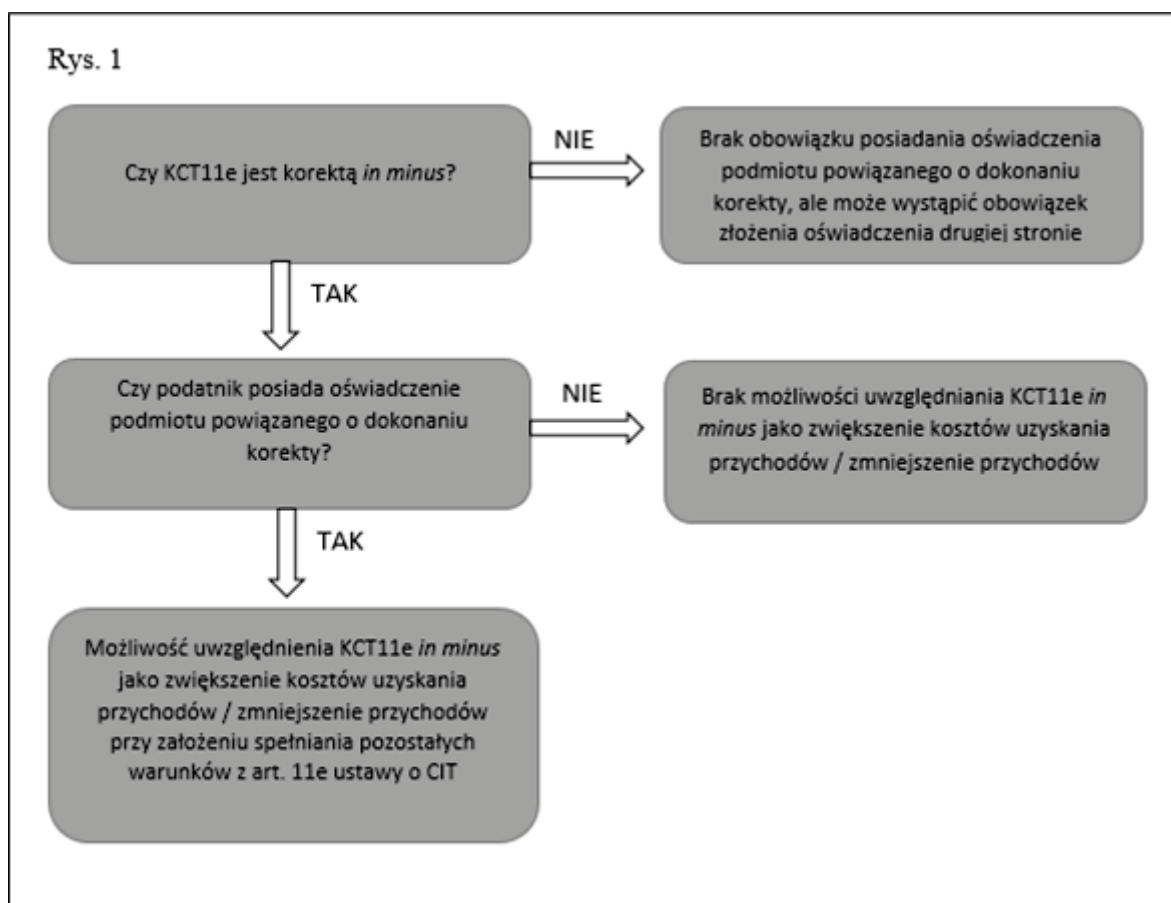 Rys. 1
Czy KCT11e jest korektą in minus?
NIE
Brak obowiązku posiadania oświadczenia
podmiotu powiązanego o dokonaniu
korekty, ale może wystąpić obowiązek
złożenia oświadczenia drugiej stronie
TAK
Czy podatnik posiada oświadczenie
podmiotu powiązanego o dokonaniu
korekty?
NIE
Brak możliwości uwzględniania KCT11e in
minus jako zwiększenie kosztów uzyskania
przychodów / zmniejszenie przychodów
TAK
Możliwość uwzględnienia KCT11e in minus
jako zwiększenie kosztów uzyskania
przychodów / zmniejszenie przychodów
przy założeniu spełniania pozostałych
warunków z art. 11e ustawy o CIT